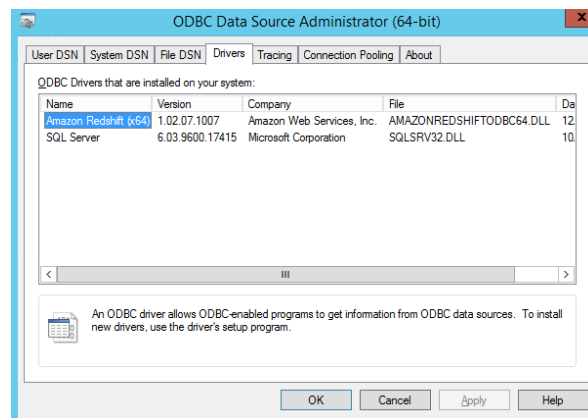 ODBC Data Source Administrator (64-bit)
x
User DSN System DSN File DSN Drivers Tracing Connection Pooling About
ODBC Drivers that are installed on your system:
Name Version Company File Da
Amazon Redshift (x64) 1.02.07.1007 Amazon Web Services, Inc. AMAZONREDSHIFTODBC64.DLL 12.
SQL Server 6.03.9600.17415 Microsoft Corporation SQLSRV32.DLL 10.
An ODBC driver allows ODBC-enabled programs to get information from ODBC data sources. To install
new drivers, use the driver's setup program.
OK Cancel Apply Help